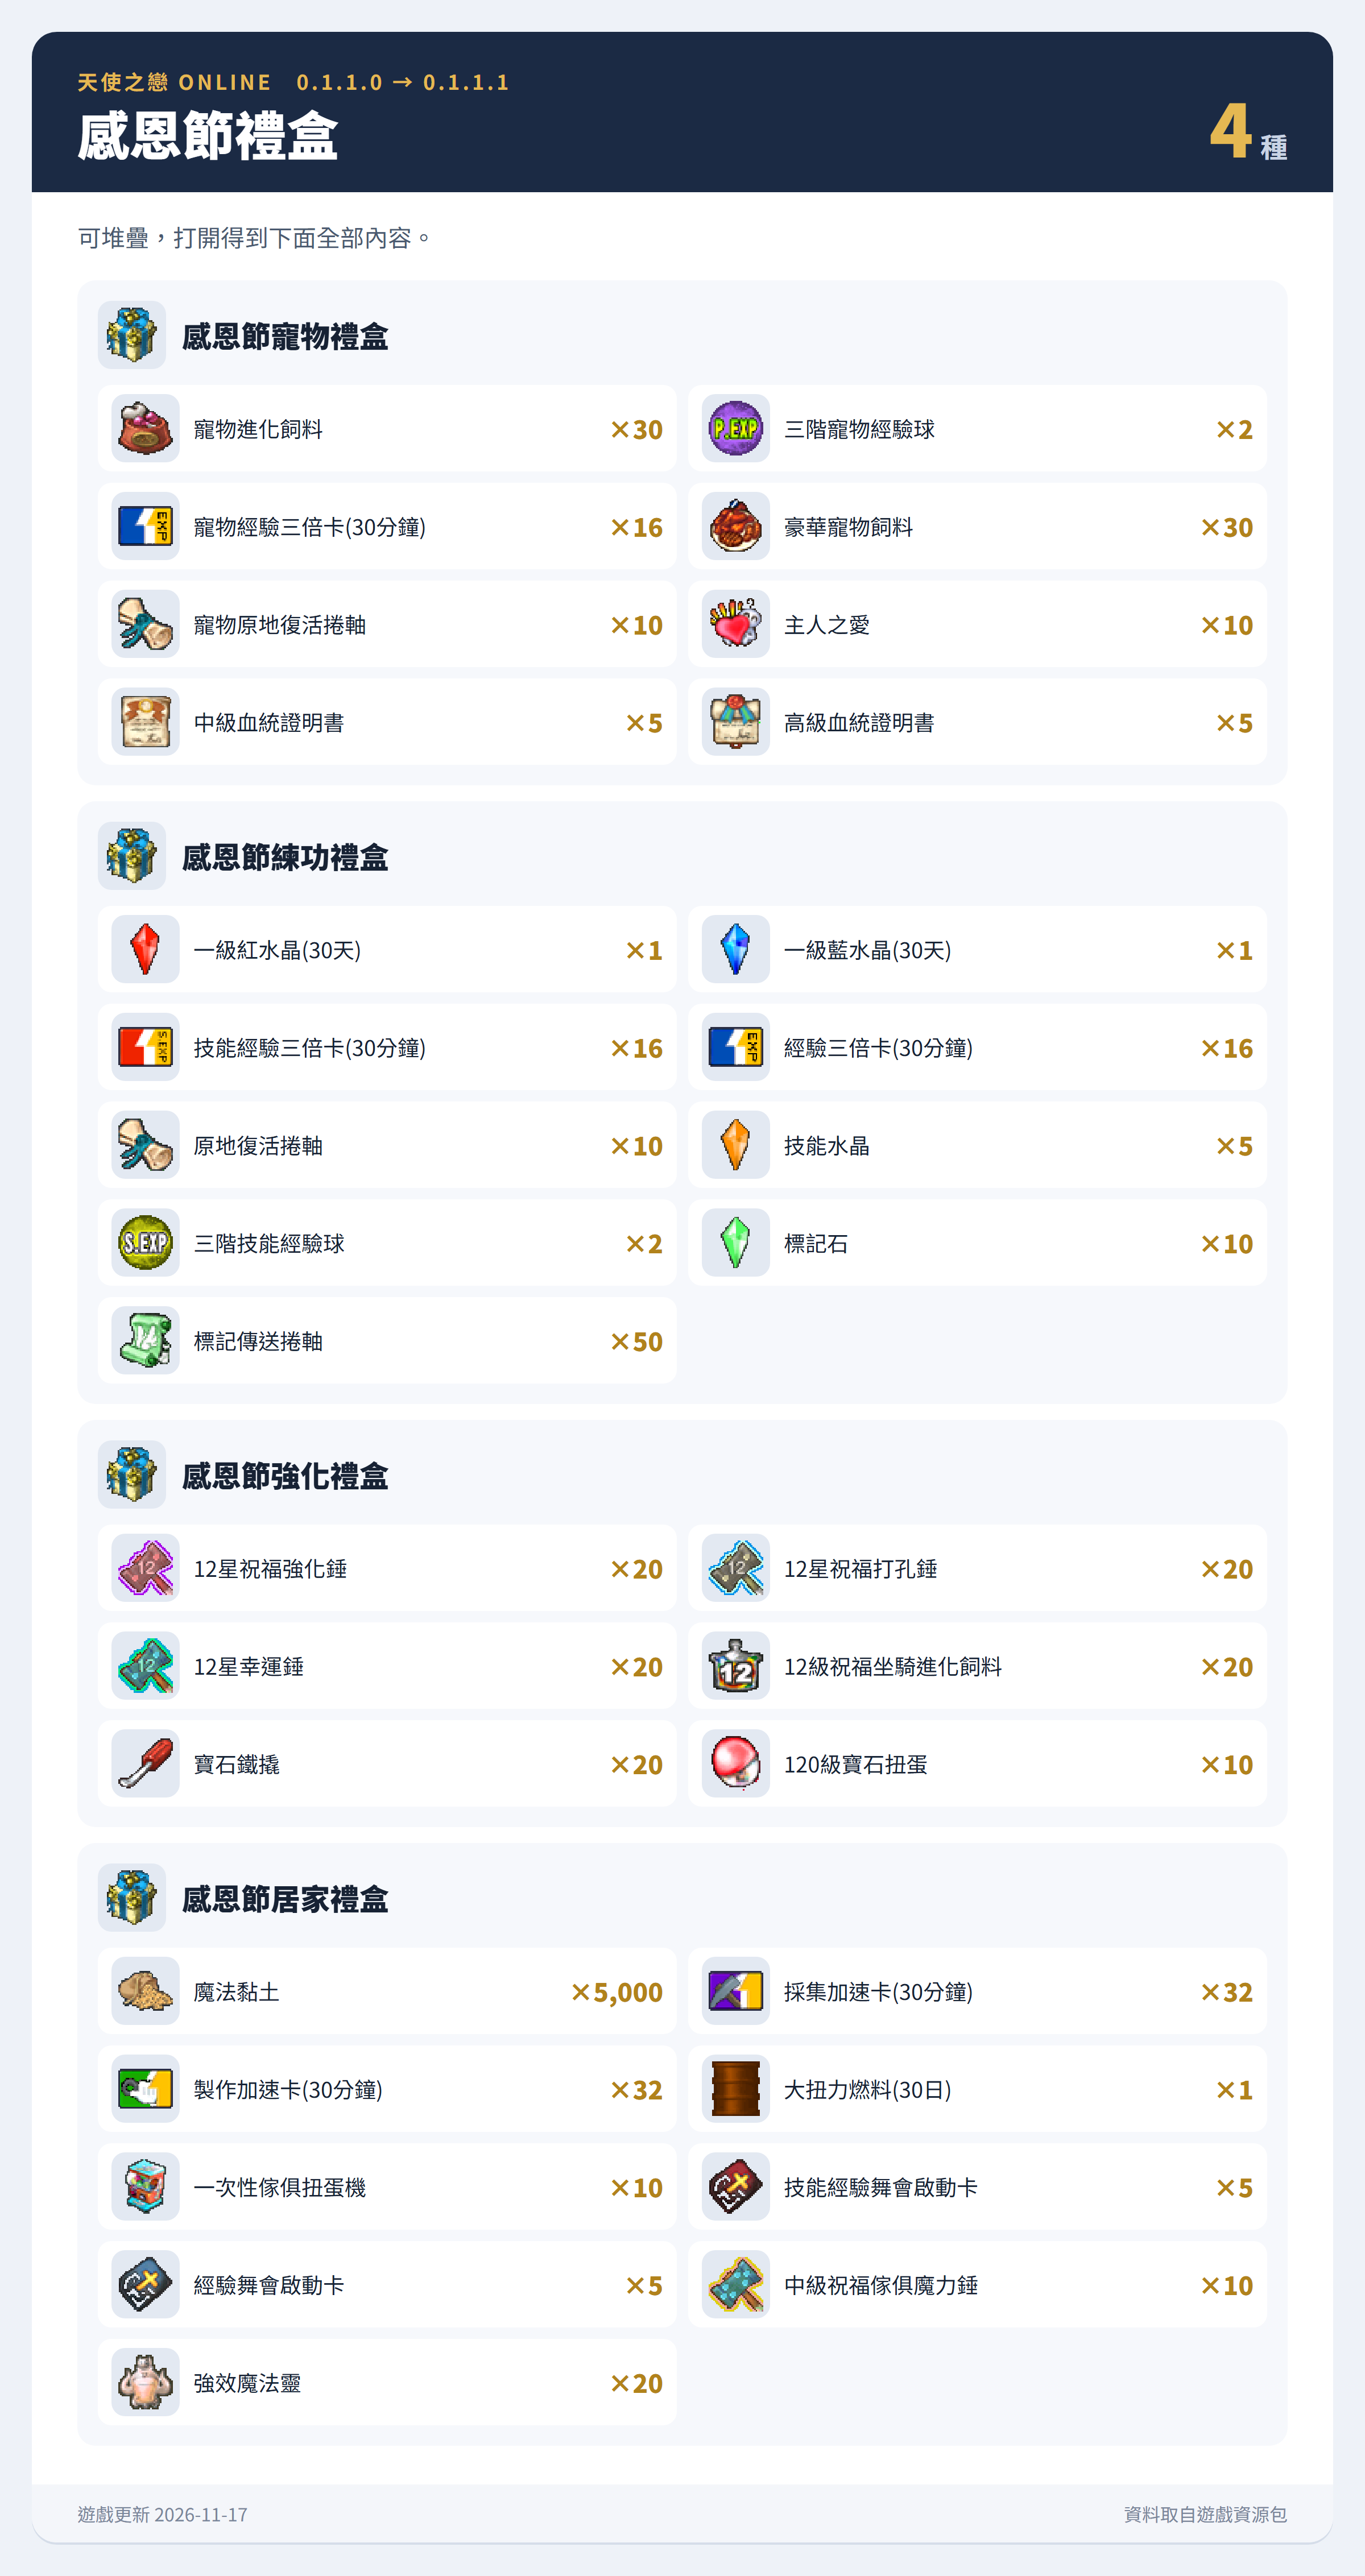 天使之戀 ONLINE 0.1.1.0 → 0.1.1.1
感恩節禮盒
4 種
可堆疊，打開得到下面全部內容。
感恩節寵物禮盒
寵物進化飼料 ×30
P.EXP 三階寵物經驗球 ×2
EXP 寵物經驗三倍卡(30分鐘) ×16
豪華寵物飼料 ×30
寵物原地復活捲軸 ×10
主人之愛 ×10
中級血統證明書 ×5
高級血統證明書 ×5
感恩節練功禮盒
一級紅水晶(30天) ×1
一級藍水晶(30天) ×1
S.EXP 技能經驗三倍卡(30分鐘) ×16
EXP 經驗三倍卡(30分鐘) ×16
原地復活捲軸 ×10
技能水晶 ×5
S.EXP 三階技能經驗球 ×2
標記石 ×10
標記傳送捲軸 ×50
感恩節強化禮盒
12 12星祝福強化錘 ×20
12 12星祝福打孔錘 ×20
12 12星幸運錘 ×20
12 12級祝福坐騎進化飼料 ×20
寶石鐵撬 ×20
120級寶石扭蛋 ×10
感恩節居家禮盒
魔法黏土 ×5,000
採集加速卡(30分鐘) ×32
製作加速卡(30分鐘) ×32
大扭力燃料(30日) ×1
一次性傢俱扭蛋機 ×10
技能經驗舞會啟動卡 ×5
經驗舞會啟動卡 ×5
中級祝福傢俱魔力錘 ×10
強效魔法靈 ×20
遊戲更新 2026-11-17
資料取自遊戲資源包